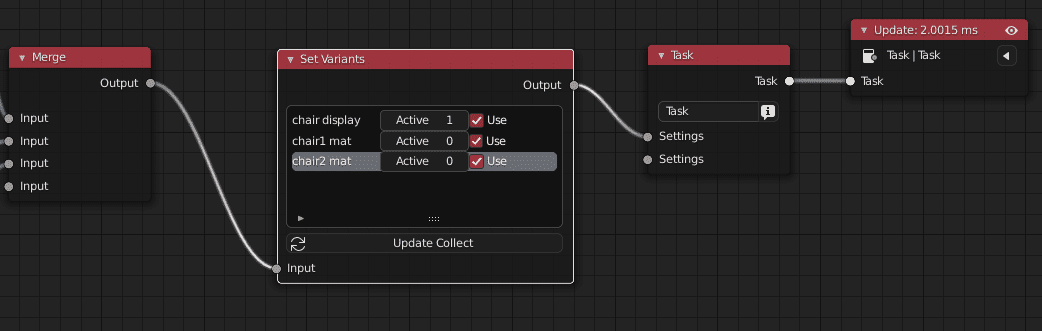 Merge
Output
Input
Input
Input
Input
Set Variants
Output
chair display Active 1 Use
chair1 mat Active 0 Use
chair2 mat Active 0 Use
Update Collect
Input
Task
Task
Task
Settings
Settings
Update: 2.0015 ms
Task | Task
Task